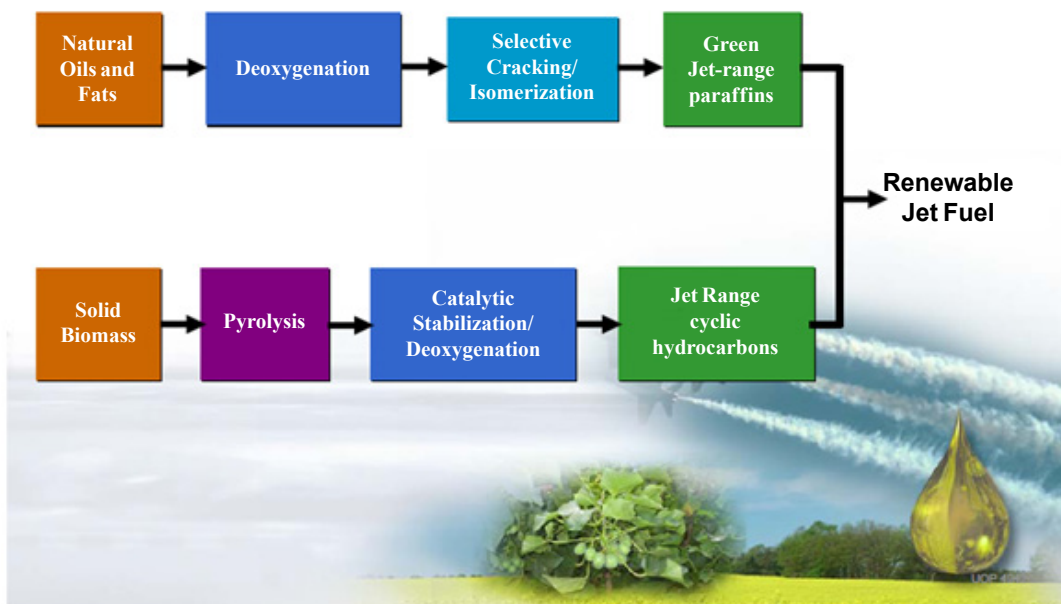 Natural
Oils and
Fats
Deoxygenation
Selective
Cracking/
Isomerization
Green
Jet-range
paraffins
Renewable
Jet Fuel
Solid
Biomass
Pyrolysis
Catalytic
Stabilization/
Deoxygenation
Jet Range
cyclic
hydrocarbons
UOP